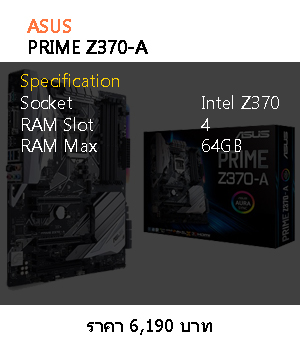 ASUS
PRIME Z370-A
Specification
Socket Intel Z370
RAM Slot 4
RAM Max 64GB
ASUS
PRIME
Z370-A
ราคา 6,190 บาท